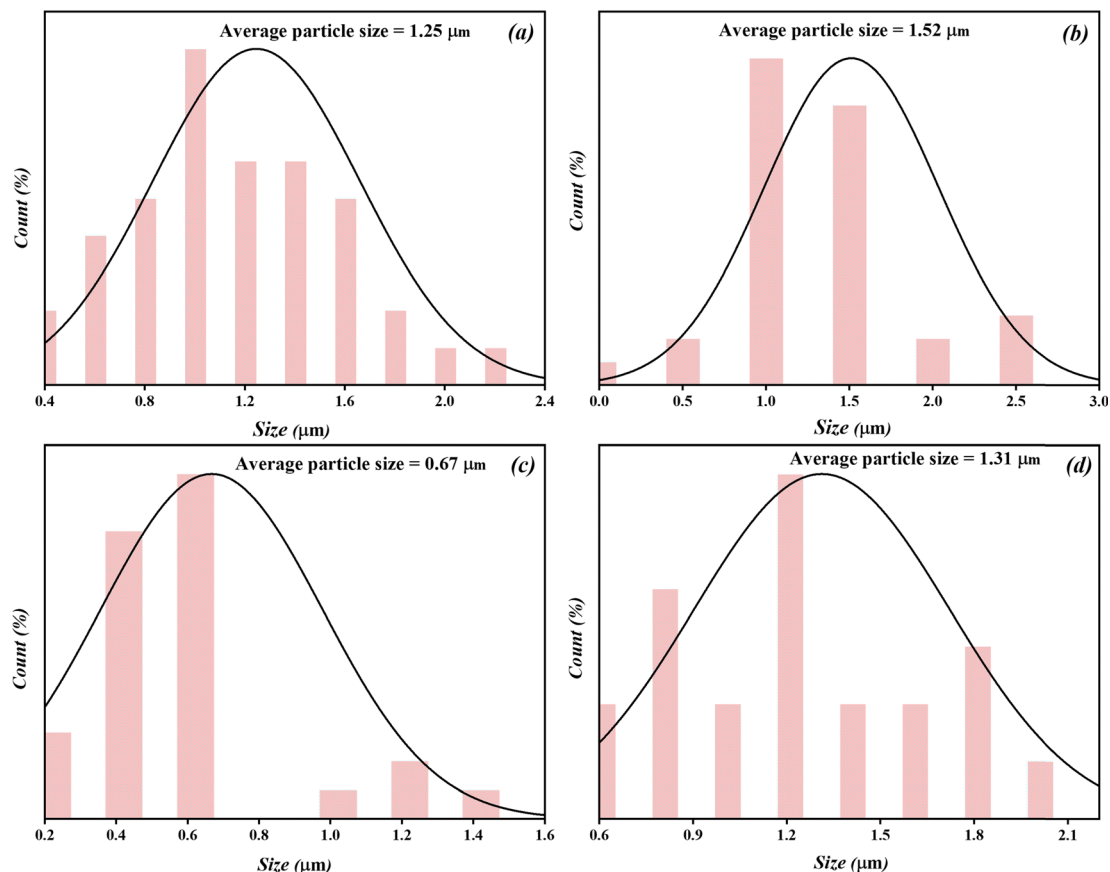 Average particle size = 1.25 μm (a)
Count (%)
0.4 0.8 1.2 1.6 2.0 2.4
Size (μm)
Average particle size = 1.52 μm (b)
Count (%)
0.0 0.5 1.0 1.5 2.0 2.5 3.0
Size (μm)
Average particle size = 0.67 μm (c)
Count (%)
0.2 0.4 0.6 0.8 1.0 1.2 1.4 1.6
Size (μm)
Average particle size = 1.31 μm (d)
Count (%)
0.6 0.9 1.2 1.5 1.8 2.1
Size (μm)